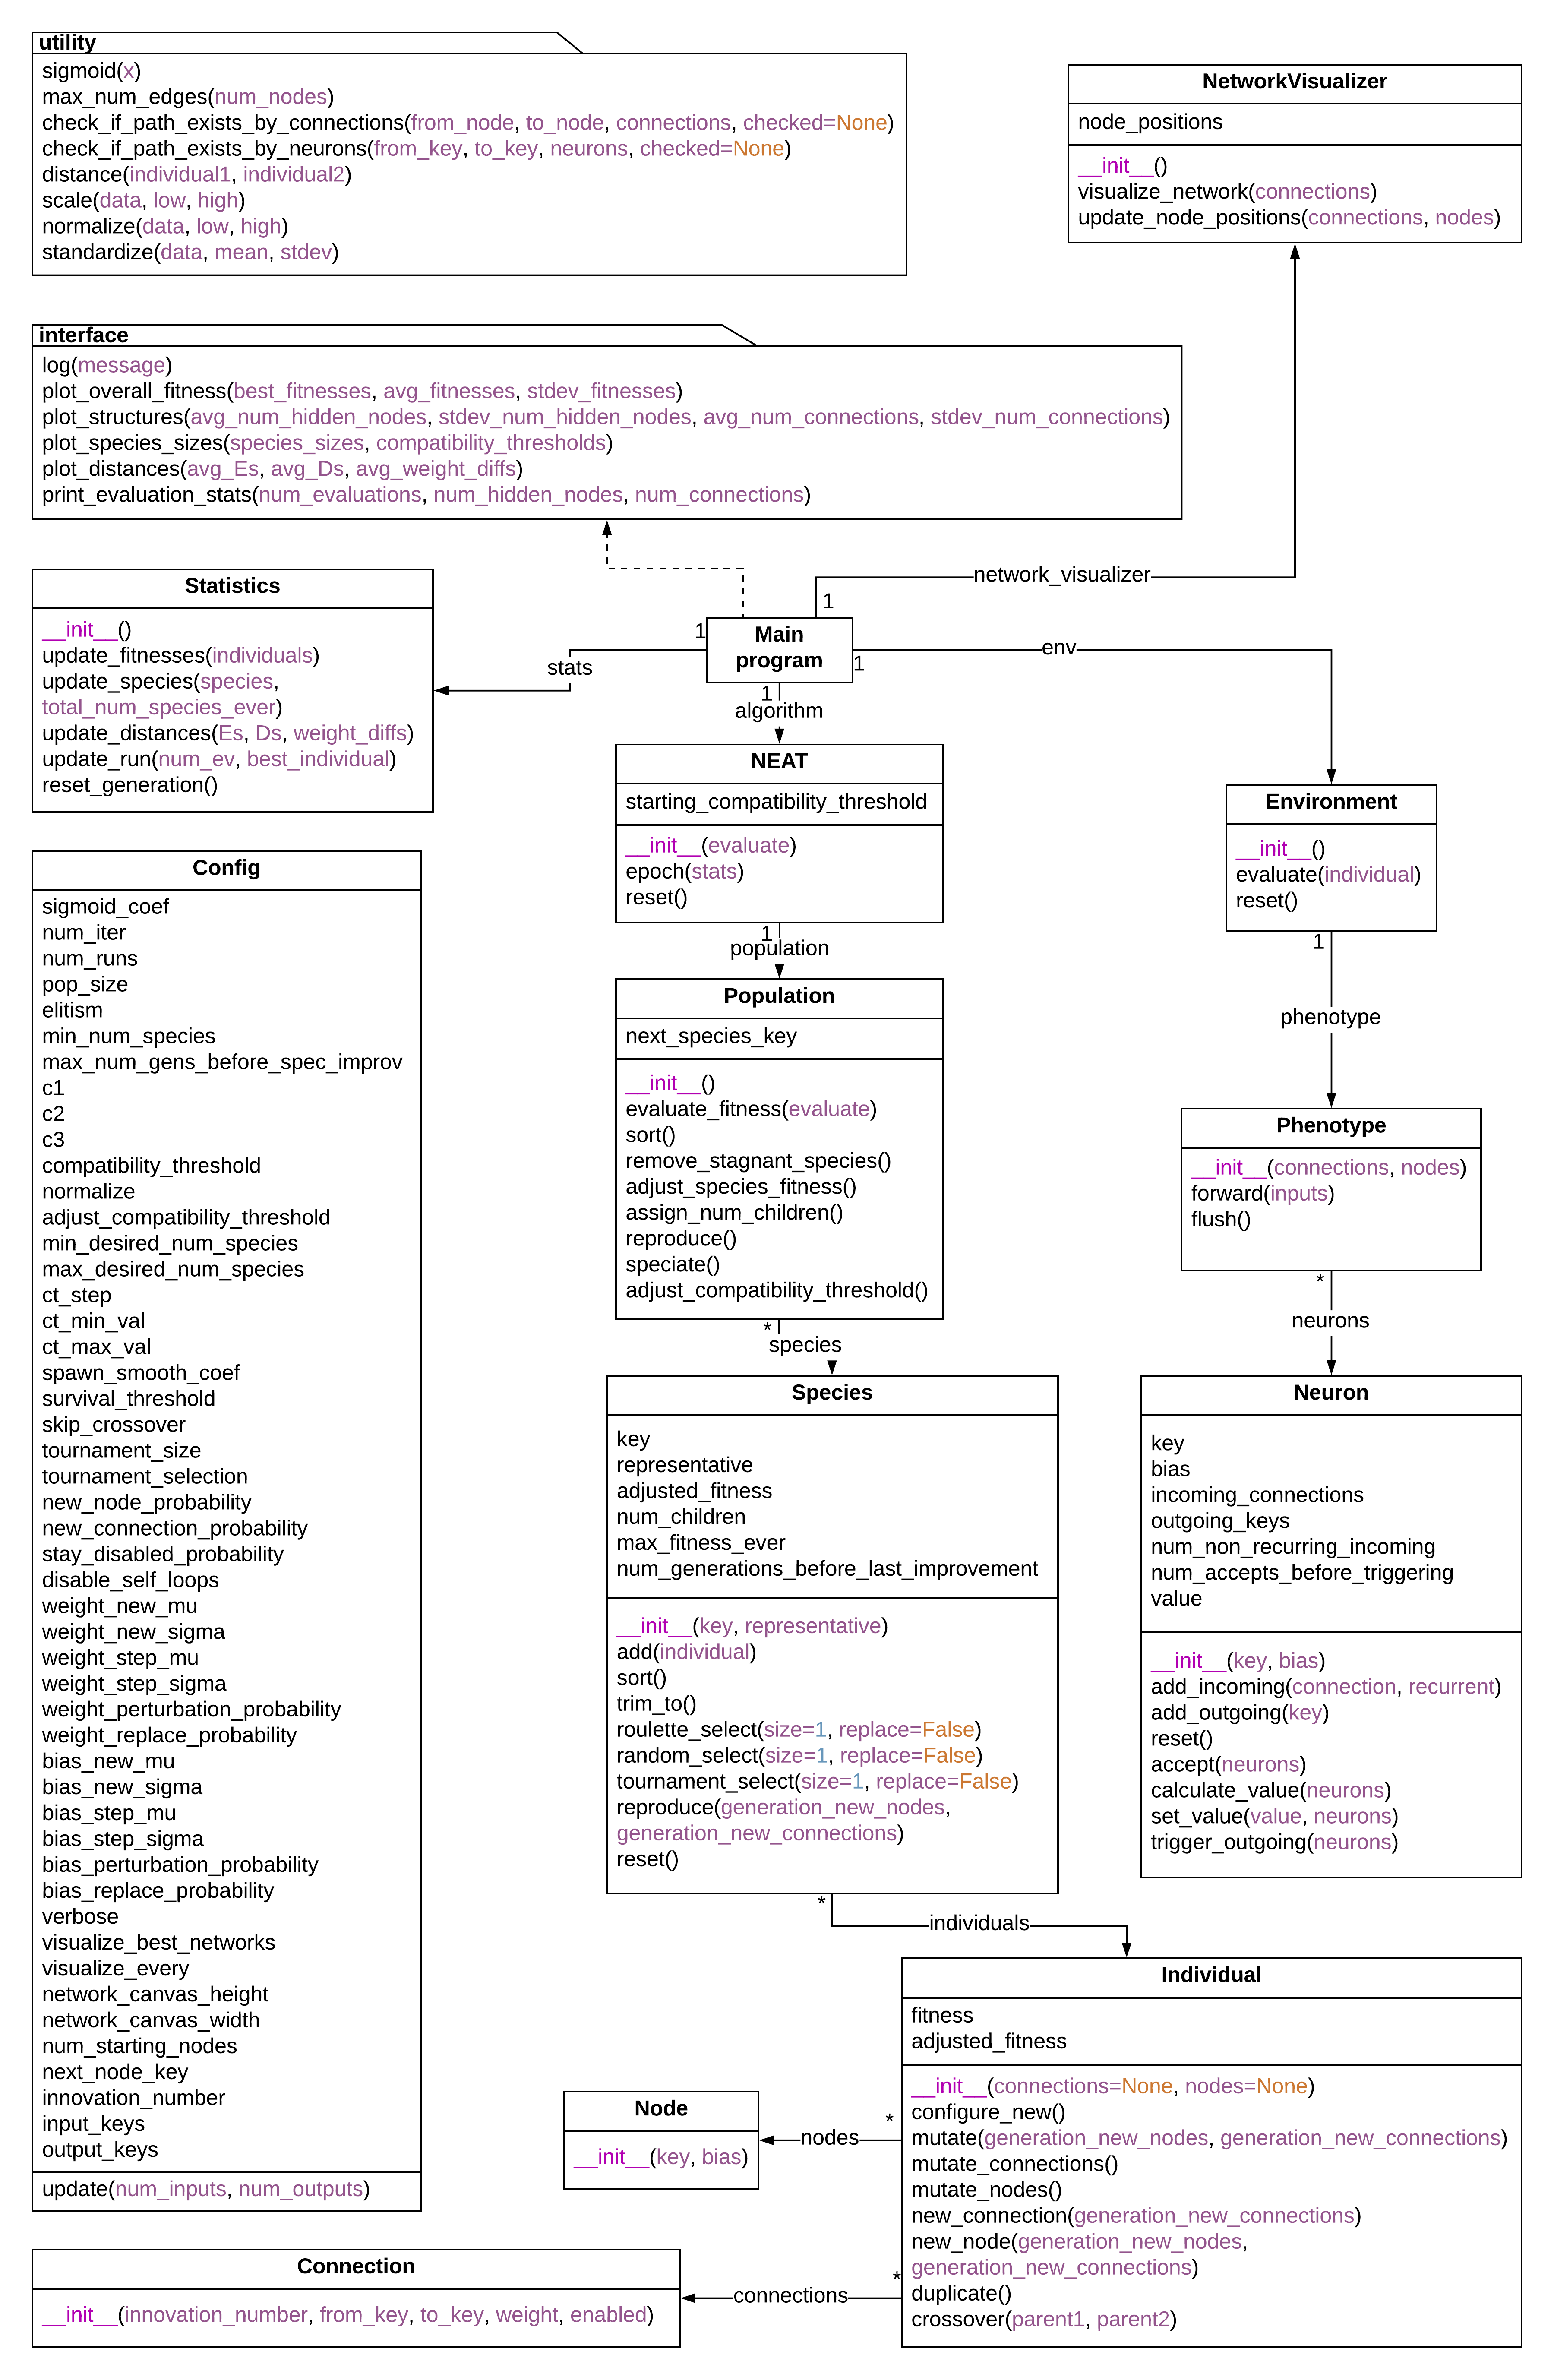 utility
sigmoid(x)
max_num_edges(num_nodes)
check_if_path_exists_by_connections(from_node, to_node, connections, checked=None)
check_if_path_exists_by_neurons(from_key, to_key, neurons, checked=None)
distance(individual1, individual2)
scale(data, low, high)
normalize(data, low, high)
standardize(data, mean, stdev)
NetworkVisualizer
node_positions
__init__()
visualize_network(connections)
update_node_positions(connections, nodes)
interface
log(message)
plot_overall_fitness(best_fitnesses, avg_fitnesses, stdev_fitnesses)
plot_structures(avg_num_hidden_nodes, stdev_num_hidden_nodes, avg_num_connections, stdev_num_connections)
plot_species_sizes(species_sizes, compatibility_thresholds)
plot_distances(avg_Es, avg_Ds, avg_weight_diffs)
print_evaluation_stats(num_evaluations, num_hidden_nodes, num_connections)
network_visualizer
1
Main
program
1
stats
1
env
1
algorithm
Statistics
__init__()
update_fitnesses(individuals)
update_species(species,
total_num_species_ever)
update_distances(Es, Ds, weight_diffs)
update_run(num_ev, best_individual)
reset_generation()
NEAT
starting_compatibility_threshold
__init__(evaluate)
epoch(stats)
reset()
1
population
Environment
__init__()
evaluate(individual)
reset()
1
phenotype
Config
sigmoid_coef
num_iter
num_runs
pop_size
elitism
min_num_species
max_num_gens_before_spec_improv
c1
c2
c3
compatibility_threshold
normalize
adjust_compatibility_threshold
min_desired_num_species
max_desired_num_species
ct_step
ct_min_val
ct_max_val
spawn_smooth_coef
survival_threshold
skip_crossover
tournament_size
tournament_selection
new_node_probability
new_connection_probability
stay_disabled_probability
disable_self_loops
weight_new_mu
weight_new_sigma
weight_step_mu
weight_step_sigma
weight_perturbation_probability
weight_replace_probability
bias_new_mu
bias_new_sigma
bias_step_mu
bias_step_sigma
bias_perturbation_probability
bias_replace_probability
verbose
visualize_best_networks
visualize_every
network_canvas_height
network_canvas_width
num_starting_nodes
next_node_key
innovation_number
input_keys
output_keys
update(num_inputs, num_outputs)
Population
next_species_key
__init__()
evaluate_fitness(evaluate)
sort()
remove_stagnant_species()
adjust_species_fitness()
assign_num_children()
reproduce()
speciate()
adjust_compatibility_threshold()
*
species
Phenotype
__init__(connections, nodes)
forward(inputs)
flush()
*
neurons
Species
key
representative
adjusted_fitness
num_children
max_fitness_ever
num_generations_before_last_improvement
__init__(key, representative)
add(individual)
sort()
trim_to()
roulette_select(size=1, replace=False)
random_select(size=1, replace=False)
tournament_select(size=1, replace=False)
reproduce(generation_new_nodes,
generation_new_connections)
reset()
*
individuals
Neuron
key
bias
incoming_connections
outgoing_keys
num_non_recurring_incoming
num_accepts_before_triggering
value
__init__(key, bias)
add_incoming(connection, recurrent)
add_outgoing(key)
reset()
accept(neurons)
calculate_value(neurons)
set_value(value, neurons)
trigger_outgoing(neurons)
Individual
fitness
adjusted_fitness
__init__(connections=None, nodes=None)
configure_new()
mutate(generation_new_nodes, generation_new_connections)
mutate_connections()
mutate_nodes()
new_connection(generation_new_connections)
new_node(generation_new_nodes,
generation_new_connections)
duplicate()
crossover(parent1, parent2)
*
nodes
Node
__init__(key, bias)
*
connections
Connection
__init__(innovation_number, from_key, to_key, weight, enabled)